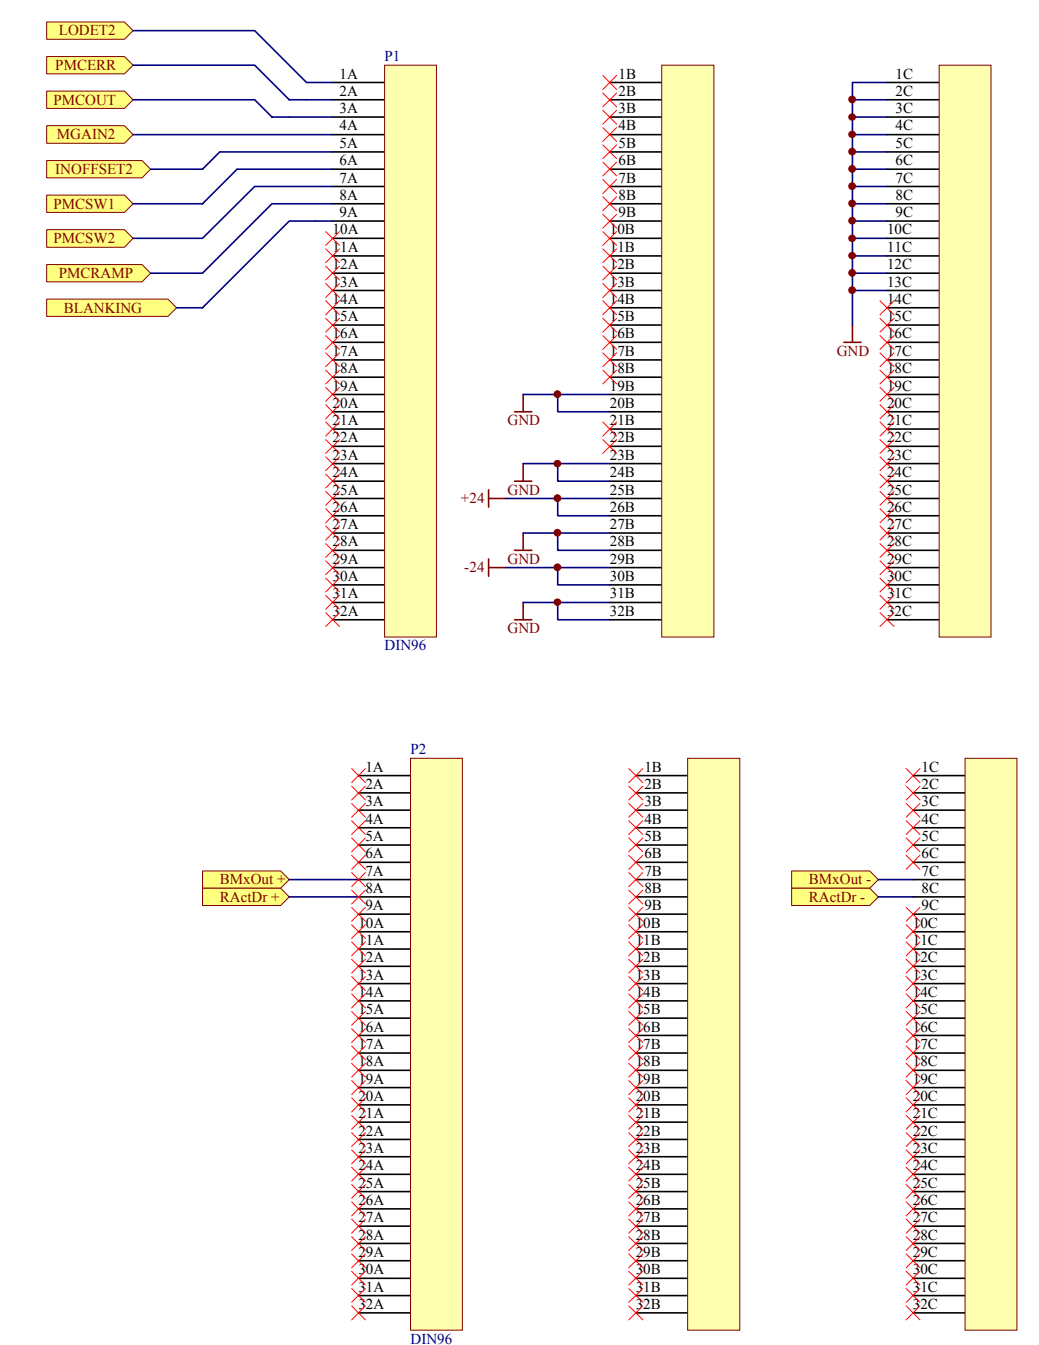 LODET2
PMCERR
PMCOUT
MGAIN2
INOFFSET2
PMCSW1
PMCSW2
PMCRAMP
BLANKING
P1
1A
2A
3A
4A
5A
6A
7A
8A
9A
10A
11A
12A
13A
14A
15A
16A
17A
18A
19A
20A
21A
22A
23A
24A
25A
26A
27A
28A
29A
30A
31A
32A
DIN96
1B
2B
3B
4B
5B
6B
7B
8B
9B
10B
11B
12B
13B
14B
15B
16B
17B
18B
19B
20B
21B
22B
23B
24B
25B
26B
27B
28B
29B
30B
31B
32B
GND
GND
+24
GND
-24
GND
1C
2C
3C
4C
5C
6C
7C
8C
9C
10C
11C
12C
13C
14C
15C
16C
17C
18C
19C
20C
21C
22C
23C
24C
25C
26C
27C
28C
29C
30C
31C
32C
GND
P2
BMxOut +
RActDr +
1A
2A
3A
4A
5A
6A
7A
8A
9A
10A
11A
12A
13A
14A
15A
16A
17A
18A
19A
20A
21A
22A
23A
24A
25A
26A
27A
28A
29A
30A
31A
32A
DIN96
1B
2B
3B
4B
5B
6B
7B
8B
9B
10B
11B
12B
13B
14B
15B
16B
17B
18B
19B
20B
21B
22B
23B
24B
25B
26B
27B
28B
29B
30B
31B
32B
BMxOut -
RActDr -
1C
2C
3C
4C
5C
6C
7C
8C
9C
10C
11C
12C
13C
14C
15C
16C
17C
18C
19C
20C
21C
22C
23C
24C
25C
26C
27C
28C
29C
30C
31C
32C